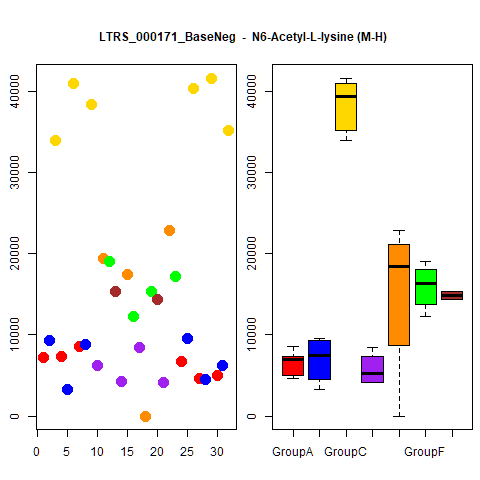 LTRS_000171_BaseNeg - N6-Acetyl-L-lysine (M-H)
0 10000 20000 30000 40000
0 5 10 15 20 25 30
0 10000 20000 30000 40000
GroupA GroupC GroupF